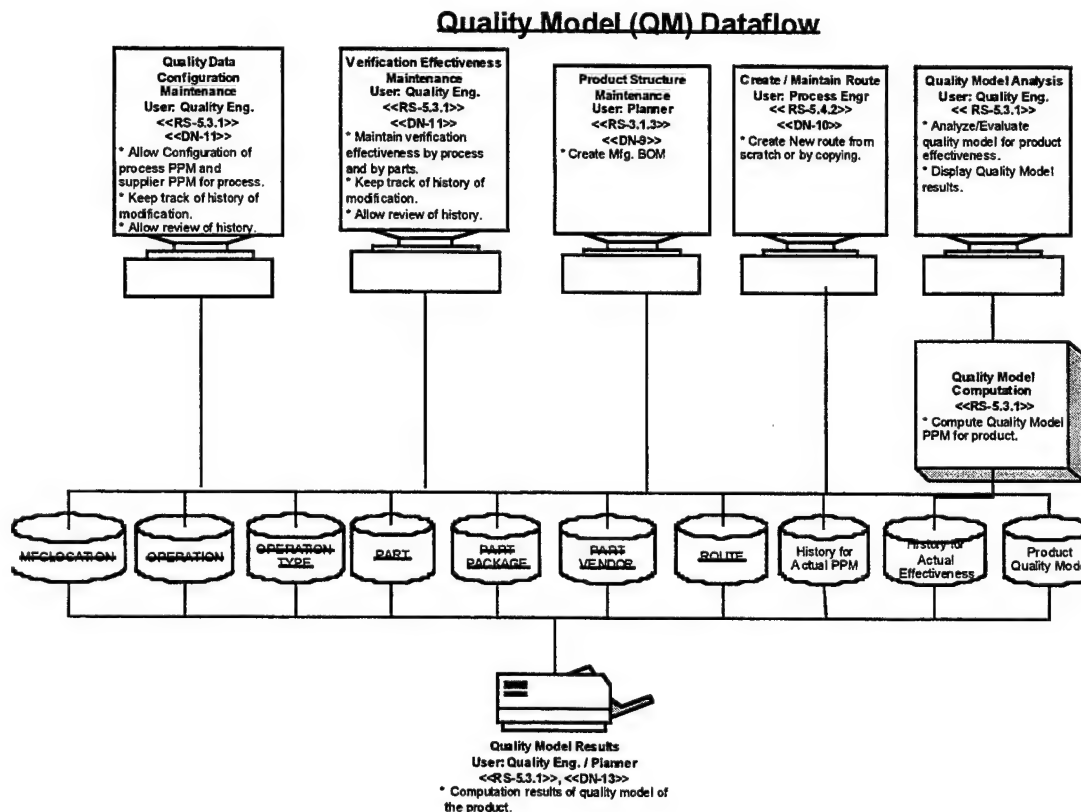 Quality Model (QM) Dataflow
Quality Data
Configuration
Maintenance
User: Quality Eng.
<<RS-5.3.1>>
<<DN-11>>
* Allow Configuration of
process PPM and
supplier PPM for process.
* Keep track of history of
modification.
* Allow review of history.
Verification Effectiveness
Maintenance
User: Quality Eng.
<<RS-5.3.1>>
<<DN-11>>
* Maintain verification
effectiveness by process
and by parts.
* Keep track of history of
modification.
* Allow review of history.
Product Structure
Maintenance
User: Planner
<<RS-3.1.3>>
<<DN-9>>
* Create Mfg. BOM
Create / Maintain Route
User: Process Engr
<< RS-5.4.2>>
<<DN-10>>
* Create New route from
scratch or by copying.
Quality Model Analysis
User: Quality Eng.
<< RS-5.3.1>>
* Analyze/Evaluate
quality model for product
effectiveness.
* Display Quality Model
results.
Quality Model
Computation
<<RS-5.3.1>>
* Compute Quality Model
PPM for product.
MFGLOCATION
OPERATION
OPERATION
TYPE
PART
PART
PACKAGE
PART
VENDOR
ROUTE
History for
Actual PPM
History for
Actual
Effectiveness
Product
Quality Model
Quality Model Results
User: Quality Eng. / Planner
<<RS-5.3.1>>, <<DN-13>>
* Computation results of quality model of
the product.